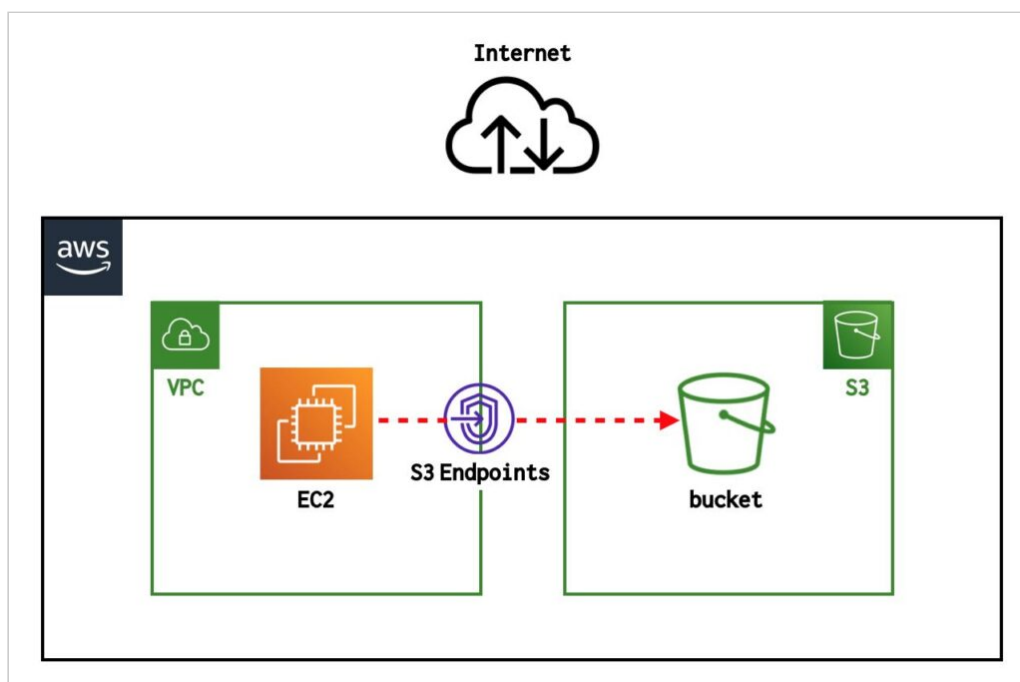 Internet
aws
VPC
S3
EC2
S3 Endpoints
bucket